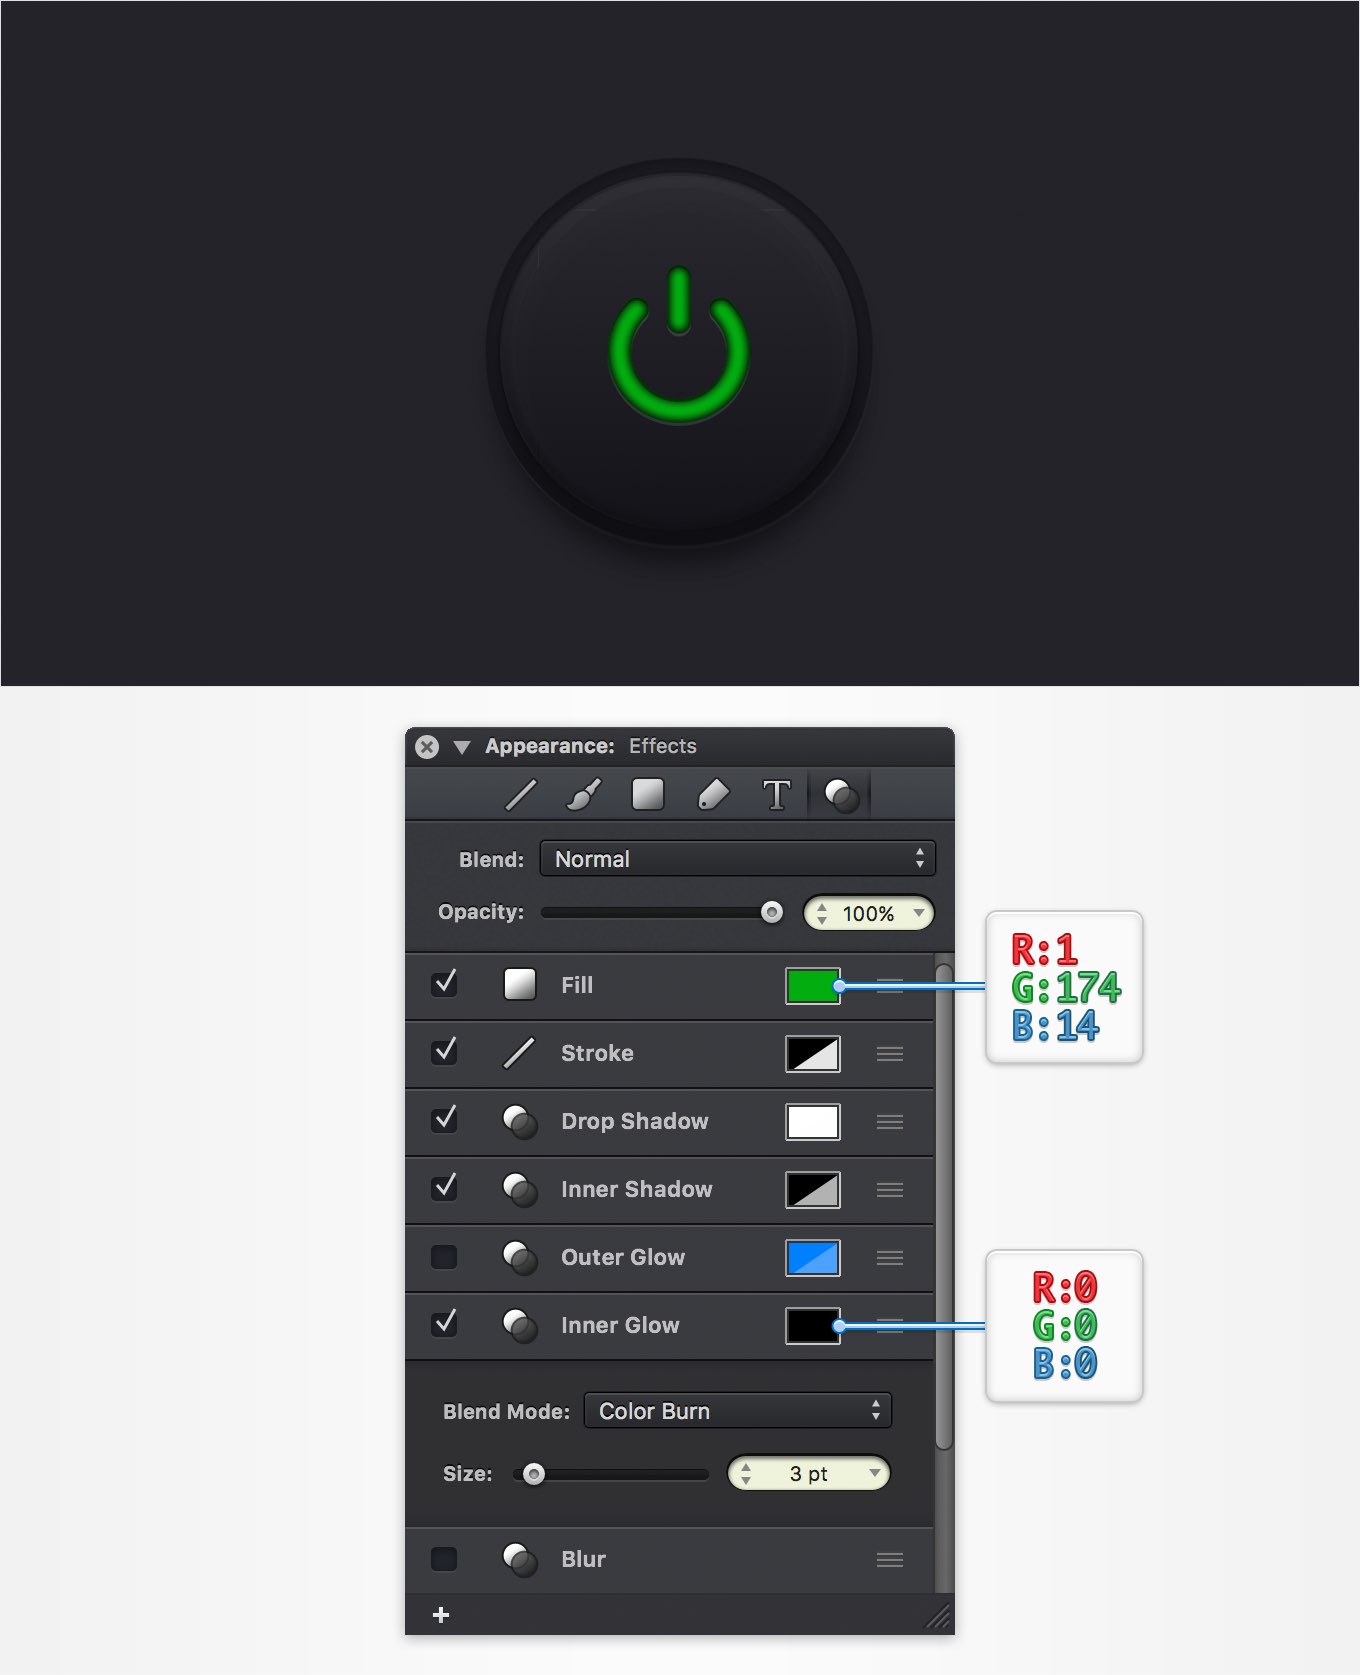 Appearance: Effects
T
Blend: Normal
Opacity: 100%
Fill
R:1
G:174
B:14
Stroke
Drop Shadow
Inner Shadow
Outer Glow
Inner Glow
R:0
G:0
B:0
Blend Mode: Color Burn
Size: 3 pt
Blur
+